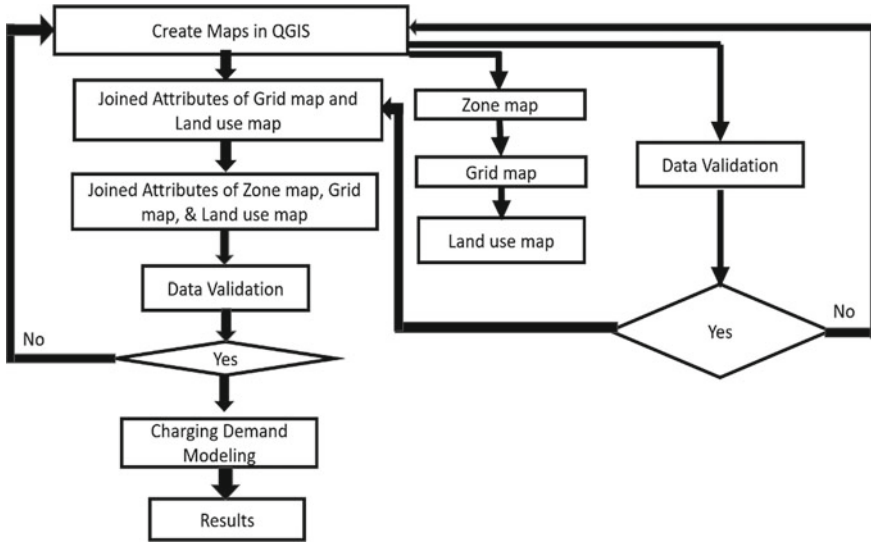 Create Maps in QGIS
Joined Attributes of Grid map and
Land use map
Joined Attributes of Zone map, Grid
map, & Land use map
Data Validation
No
Yes
Charging Demand
Modeling
Results
Zone map
Grid map
Land use map
Data Validation
Yes
No